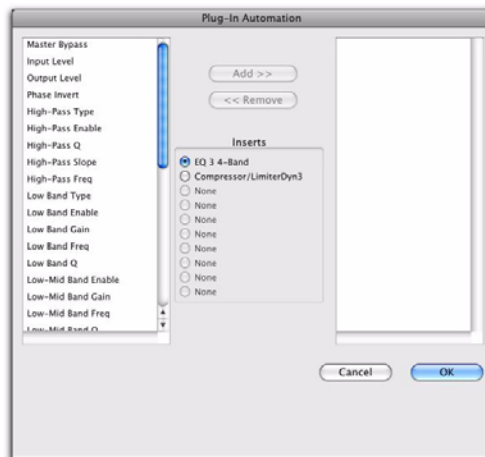 Plug-In Automation
Master Bypass
Input Level
Output Level
Phase Invert
High-Pass Type
High-Pass Enable
High-Pass Q
High-Pass Slope
High-Pass Freq
Low Band Type
Low Band Enable
Low Band Gain
Low Band Freq
Low Band Q
Low-Mid Band Enable
Low-Mid Band Gain
Low-Mid Band Freq
Low-Mid Band Q
Add >>
<< Remove
Inserts
EQ 3 4-Band
Compressor/LimiterDyn3
None
None
None
None
None
None
None
None
Cancel
OK